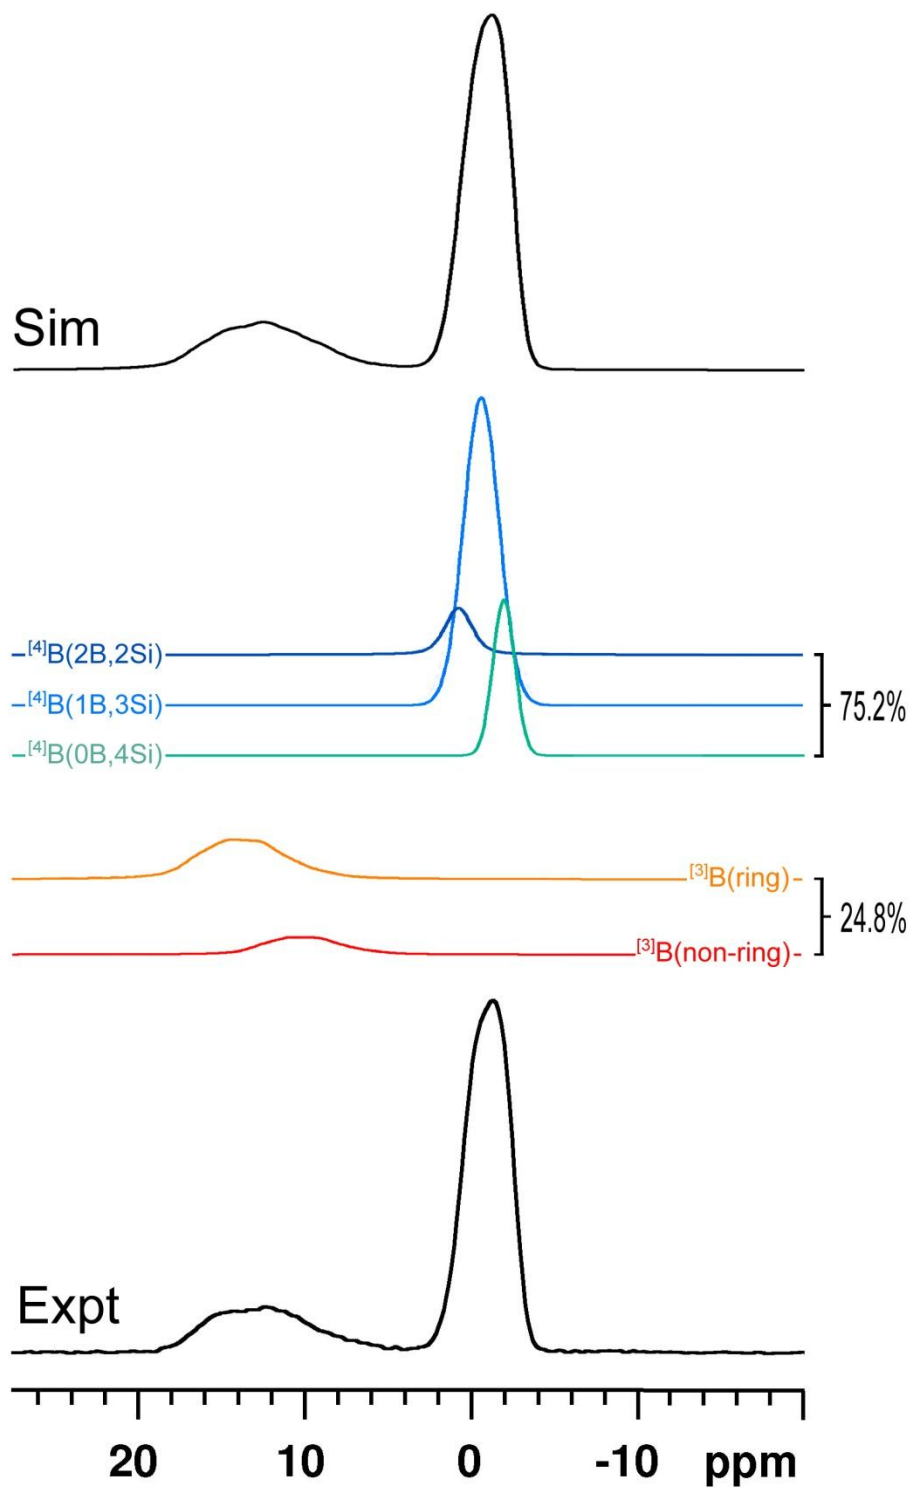 Sim
[4]B(2B,2Si)
[4]B(1B,3Si)
75.2%
[4]B(0B,4Si)
[3]B(ring)
24.8%
[3]B(non-ring)
Expt
20 10 0 -10 ppm